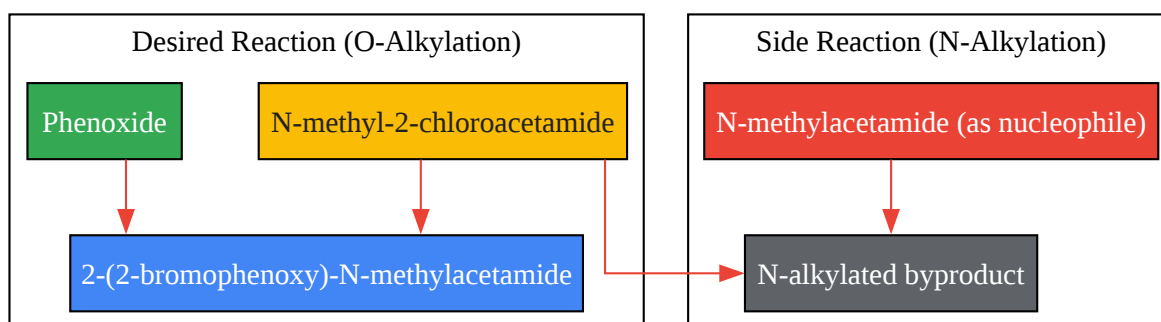 Desired Reaction (O-Alkylation)
Side Reaction (N-Alkylation)
Phenoxide
N-methyl-2-chloroacetamide
N-methylacetamide (as nucleophile)
2-(2-bromophenoxy)-N-methylacetamide
N-alkylated byproduct